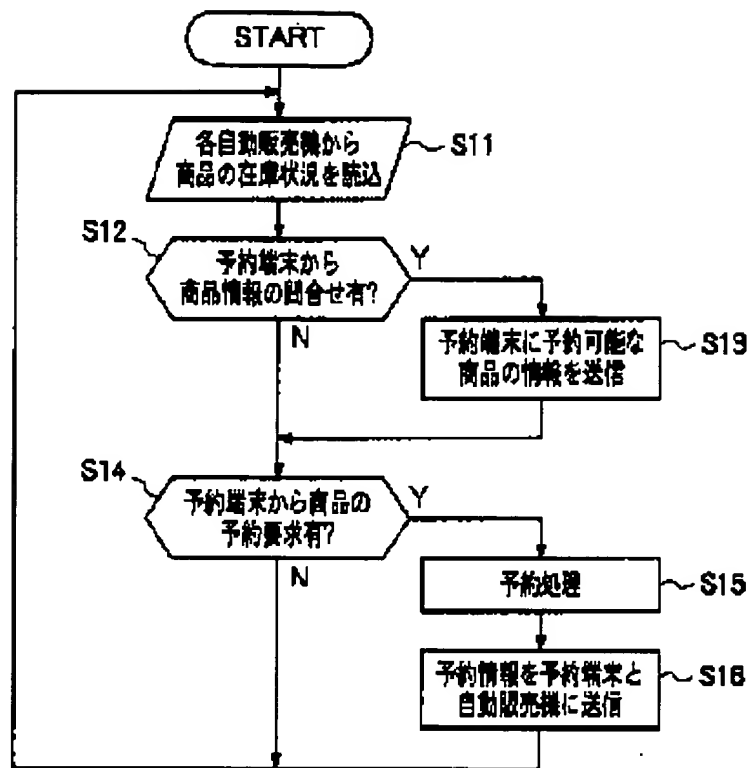 START
各自動販売機から
商品の在庫状況を読込
S11
S12
予約端末から
商品情報の問合せ有?
Y
N
予約端末に予約可能な
商品の情報を送信
S13
S14
予約端末から商品の
予約要求有?
Y
N
予約処理
S15
予約情報を予約端末と
自動販売機に送信
S16